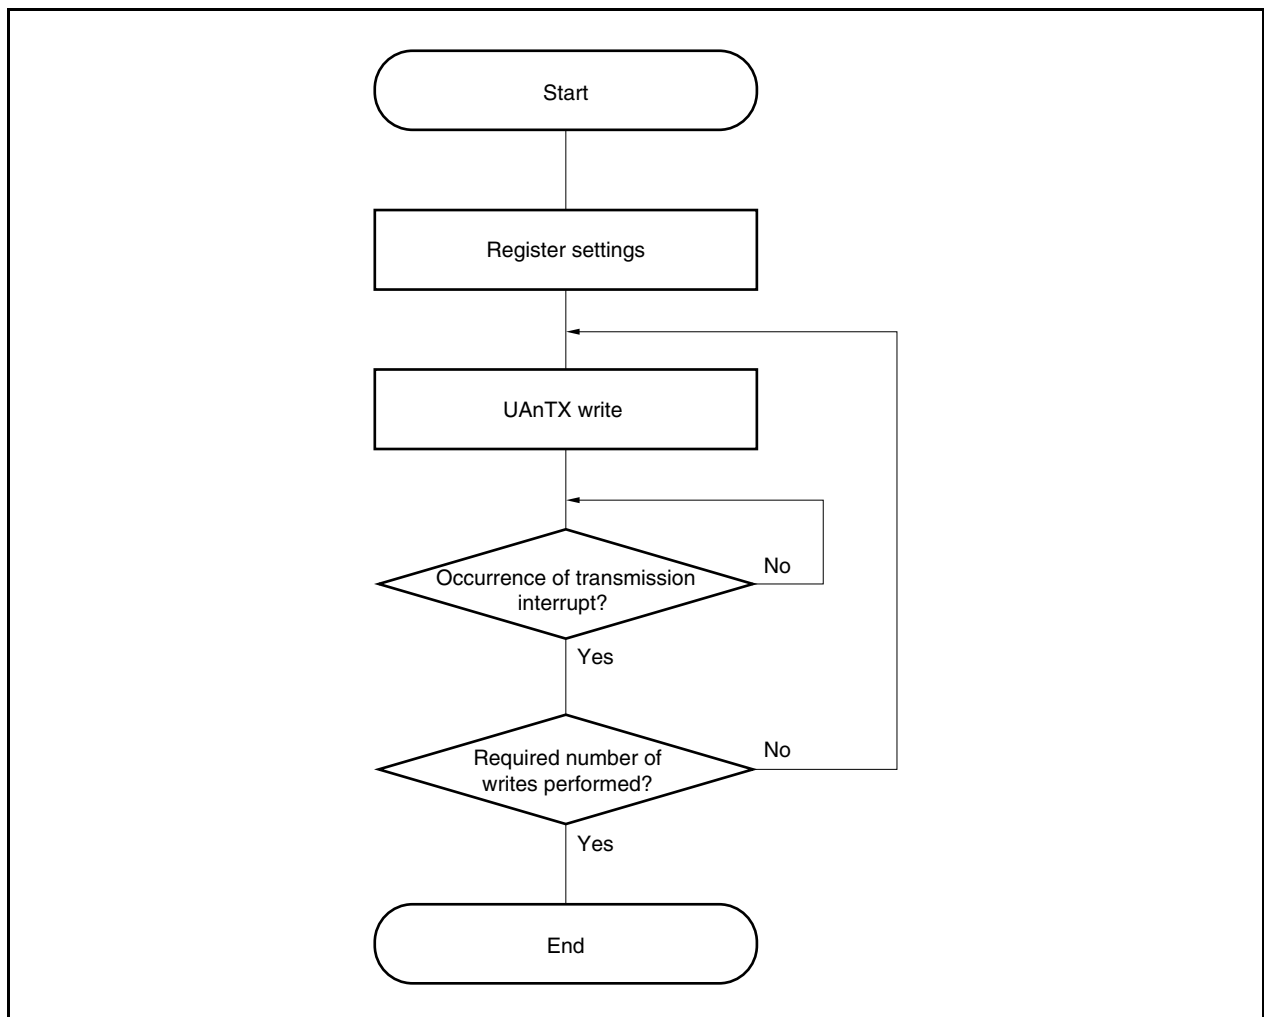 Start
Register settings
UAnTX write
Occurrence of transmission
interrupt?
No
Yes
Required number of
writes performed?
No
Yes
End